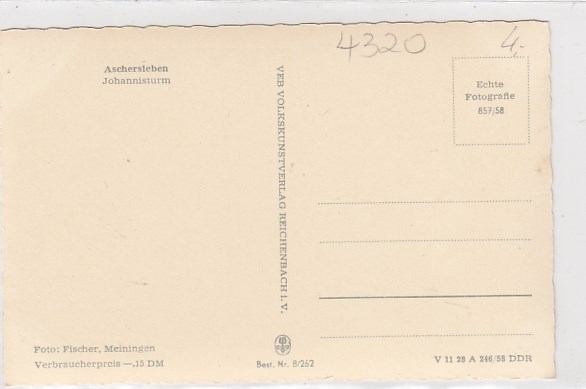 4320
4,-
Aschersleben
Johannisturm
Echte
Fotografie
857/58
VEB VOLKSKUNSTVERLAG REICHENBACH i. V.
Foto: Fischer, Meiningen
Verbraucherpreis —,15 DM
Best. Nr. 8/262
V 11 28 A 246/58 DDR